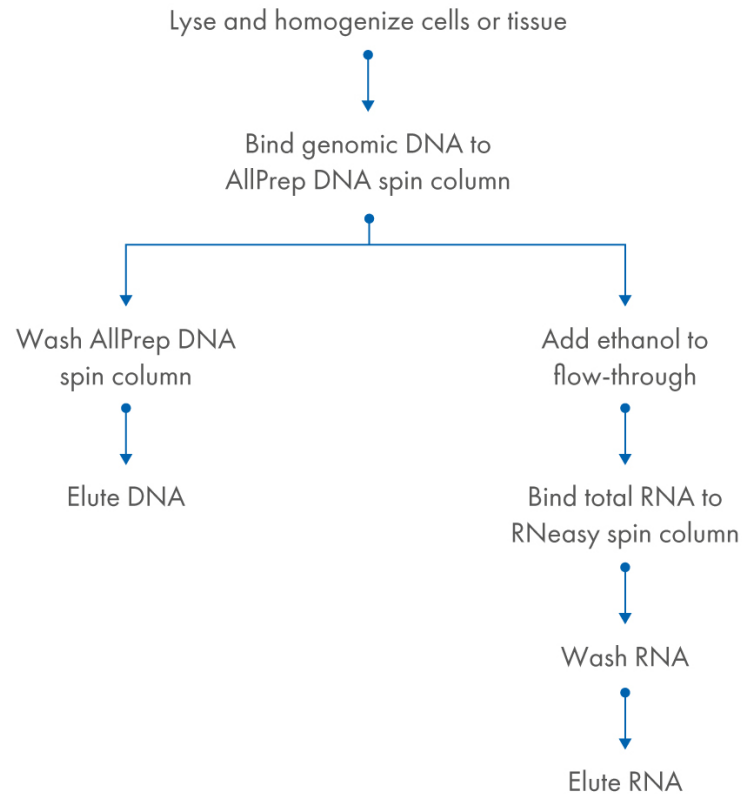 Lyse and homogenize cells or tissue
Bind genomic DNA to
AllPrep DNA spin column
Wash AllPrep DNA
spin column
Elute DNA
Add ethanol to
flow-through
Bind total RNA to
RNeasy spin column
Wash RNA
Elute RNA